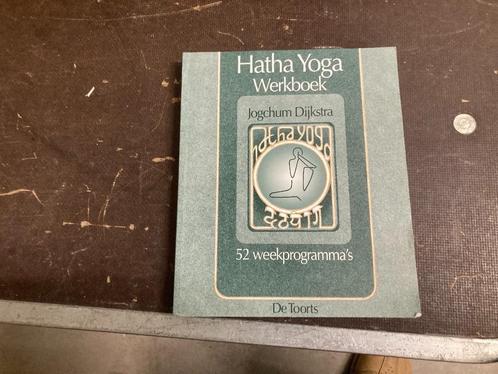 Hatha Yoga
Werkboek
Jogchum Dijkstra
hatha yoga
52 weekprogramma's
De Toorts